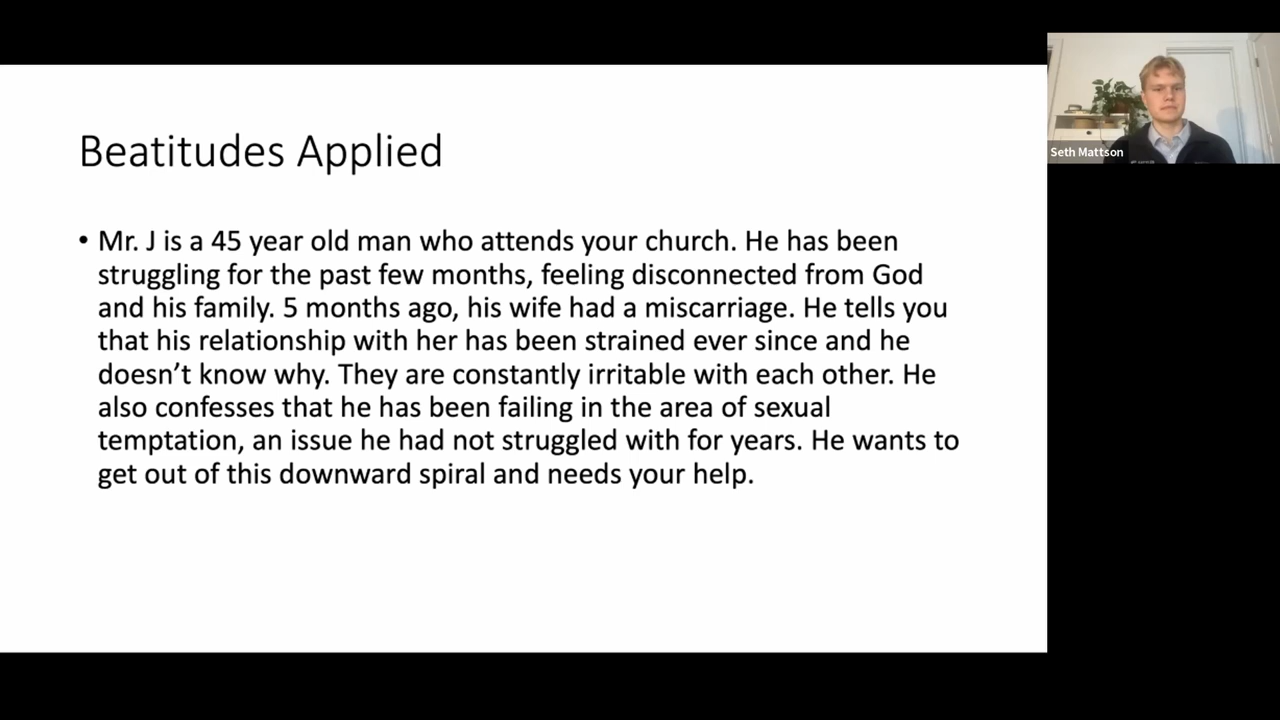 Beatitudes Applied
• Mr. J is a 45 year old man who attends your church. He has been
struggling for the past few months, feeling disconnected from God
and his family. 5 months ago, his wife had a miscarriage. He tells you
that his relationship with her has been strained ever since and he
doesn’t know why. They are constantly irritable with each other. He
also confesses that he has been failing in the area of sexual
temptation, an issue he had not struggled with for years. He wants to
get out of this downward spiral and needs your help.
Seth Mattson